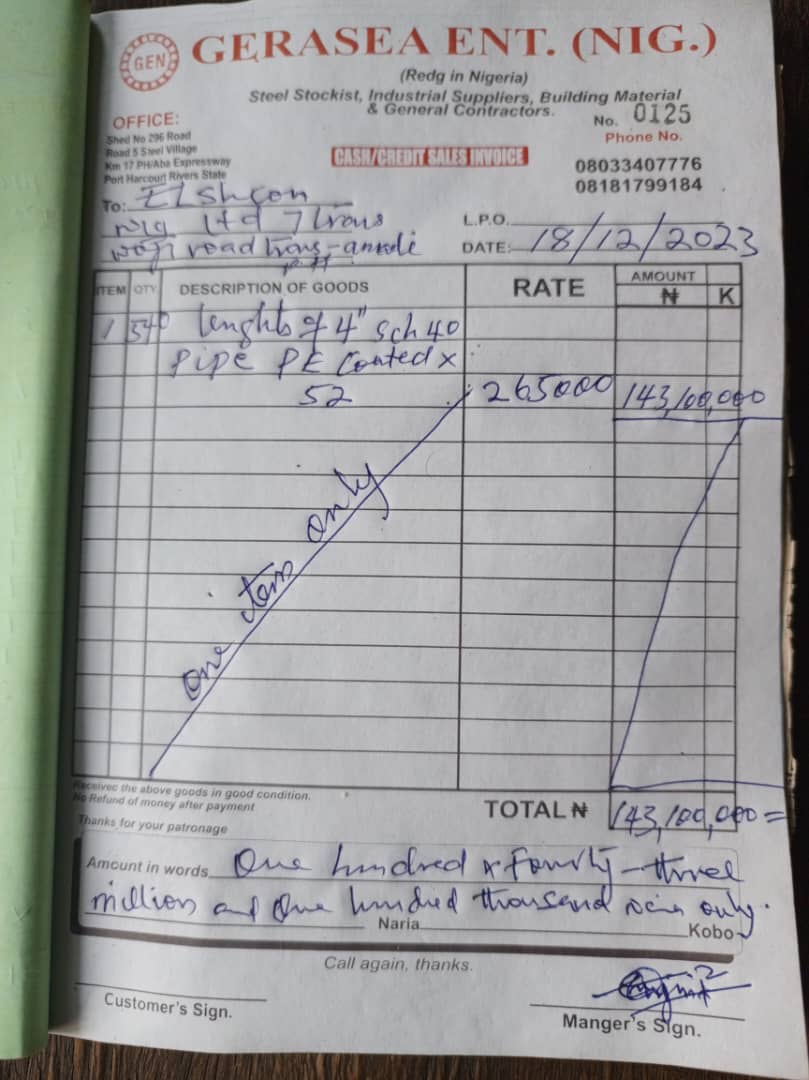 GEN
GERASEA ENT. (NIG.)
(Redg in Nigeria)
Steel Stockist, Industrial Suppliers, Building Material
& General Contractors.
No. 0125
OFFICE:
Shed No 296 Road
Road 5 Steel Village
Km 17 PH/Aba Expressway
Port Harcourt Rivers State
CASH/CREDIT SALES INVOICE
Phone No.
08033407776
08181799184
To: Elshcon
Nig Ltd 7 Trans
woji road trans-amadi
P.H
L.P.O.
DATE: 18/12/2023
ITEM QTY DESCRIPTION OF GOODS RATE AMOUNT
₦ K
1 540 lenghts of 4" Sch 40
Pipe PE Coated x
52 265000 143,100,000
One item only
Received the above goods in good condition.
No Refund of money after payment
Thanks for your patronage
TOTAL ₦ 143,100,000=
Amount in words One hundred & fourty-three
million and One hundred thousand only.
Naria Kobo
Call again, thanks.
Customer's Sign.
Manger's Sign.